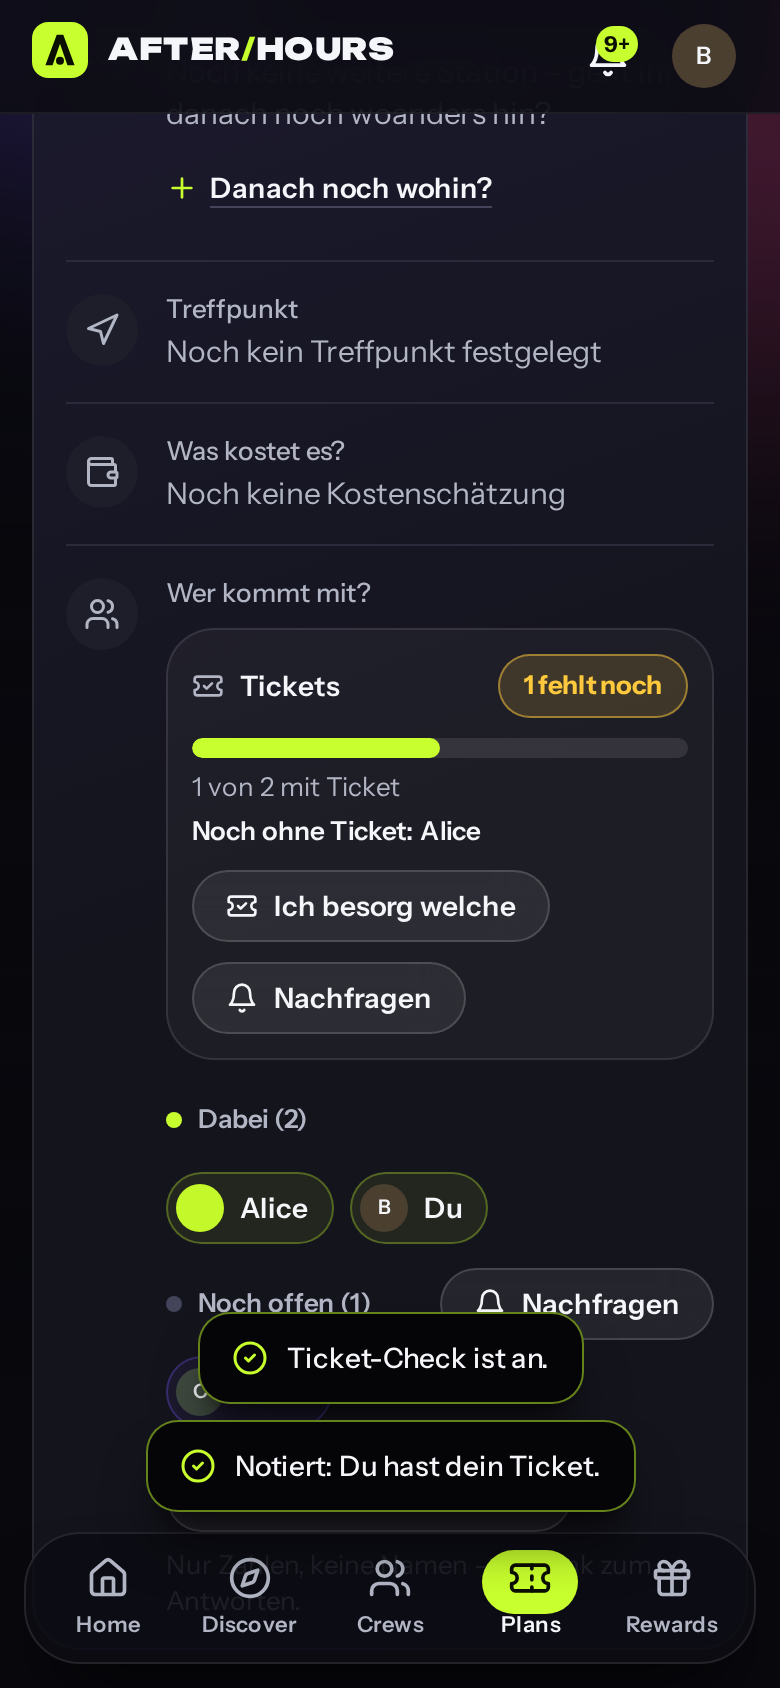 AFTER/HOURS
9+
B
danach noch woanders hin?
Danach noch wohin?
Treffpunkt
Noch kein Treffpunkt festgelegt
Was kostet es?
Noch keine Kostenschätzung
Wer kommt mit?
Tickets
1 fehlt noch
1 von 2 mit Ticket
Noch ohne Ticket: Alice
Ich besorg welche
Nachfragen
Dabei (2)
Alice
B Du
Noch offen (1)
Nachfragen
Ticket-Check ist an.
Notiert: Du hast dein Ticket.
Nur keine zum
Antworten.
Home
Discover
Crews
Plans
Rewards